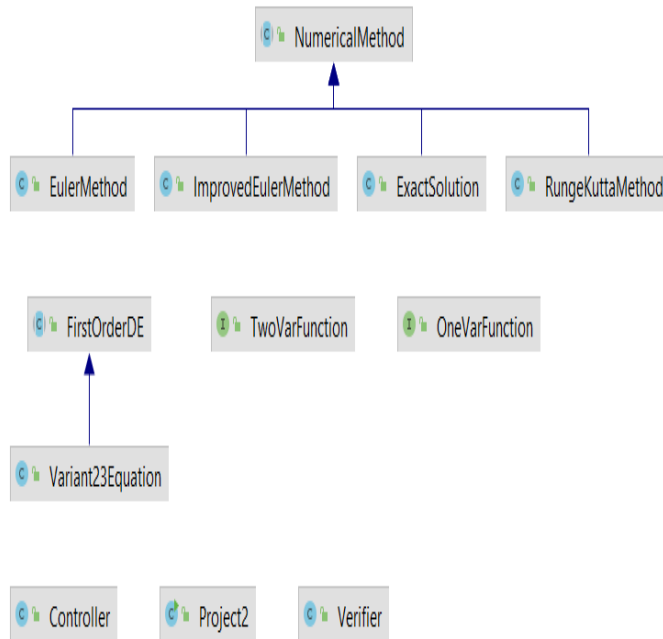 NumericalMethod
EulerMethod ImprovedEulerMethod ExactSolution RungeKuttaMethod
FirstOrderDE TwoVarFunction OneVarFunction
Variant23Equation
Controller Project2 Verifier